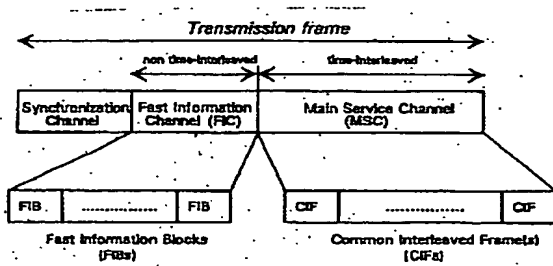 Transmission frame
non time-interleaved
time-interleaved
Synchronization Channel
Fast Information Channel (FIC)
Main Service Channel (MSC)
FIB
..................
FIB
CIF
..................
CIF
Fast Information Blocks (FIBs)
Common Interleaved Frame(s) (CIFs)